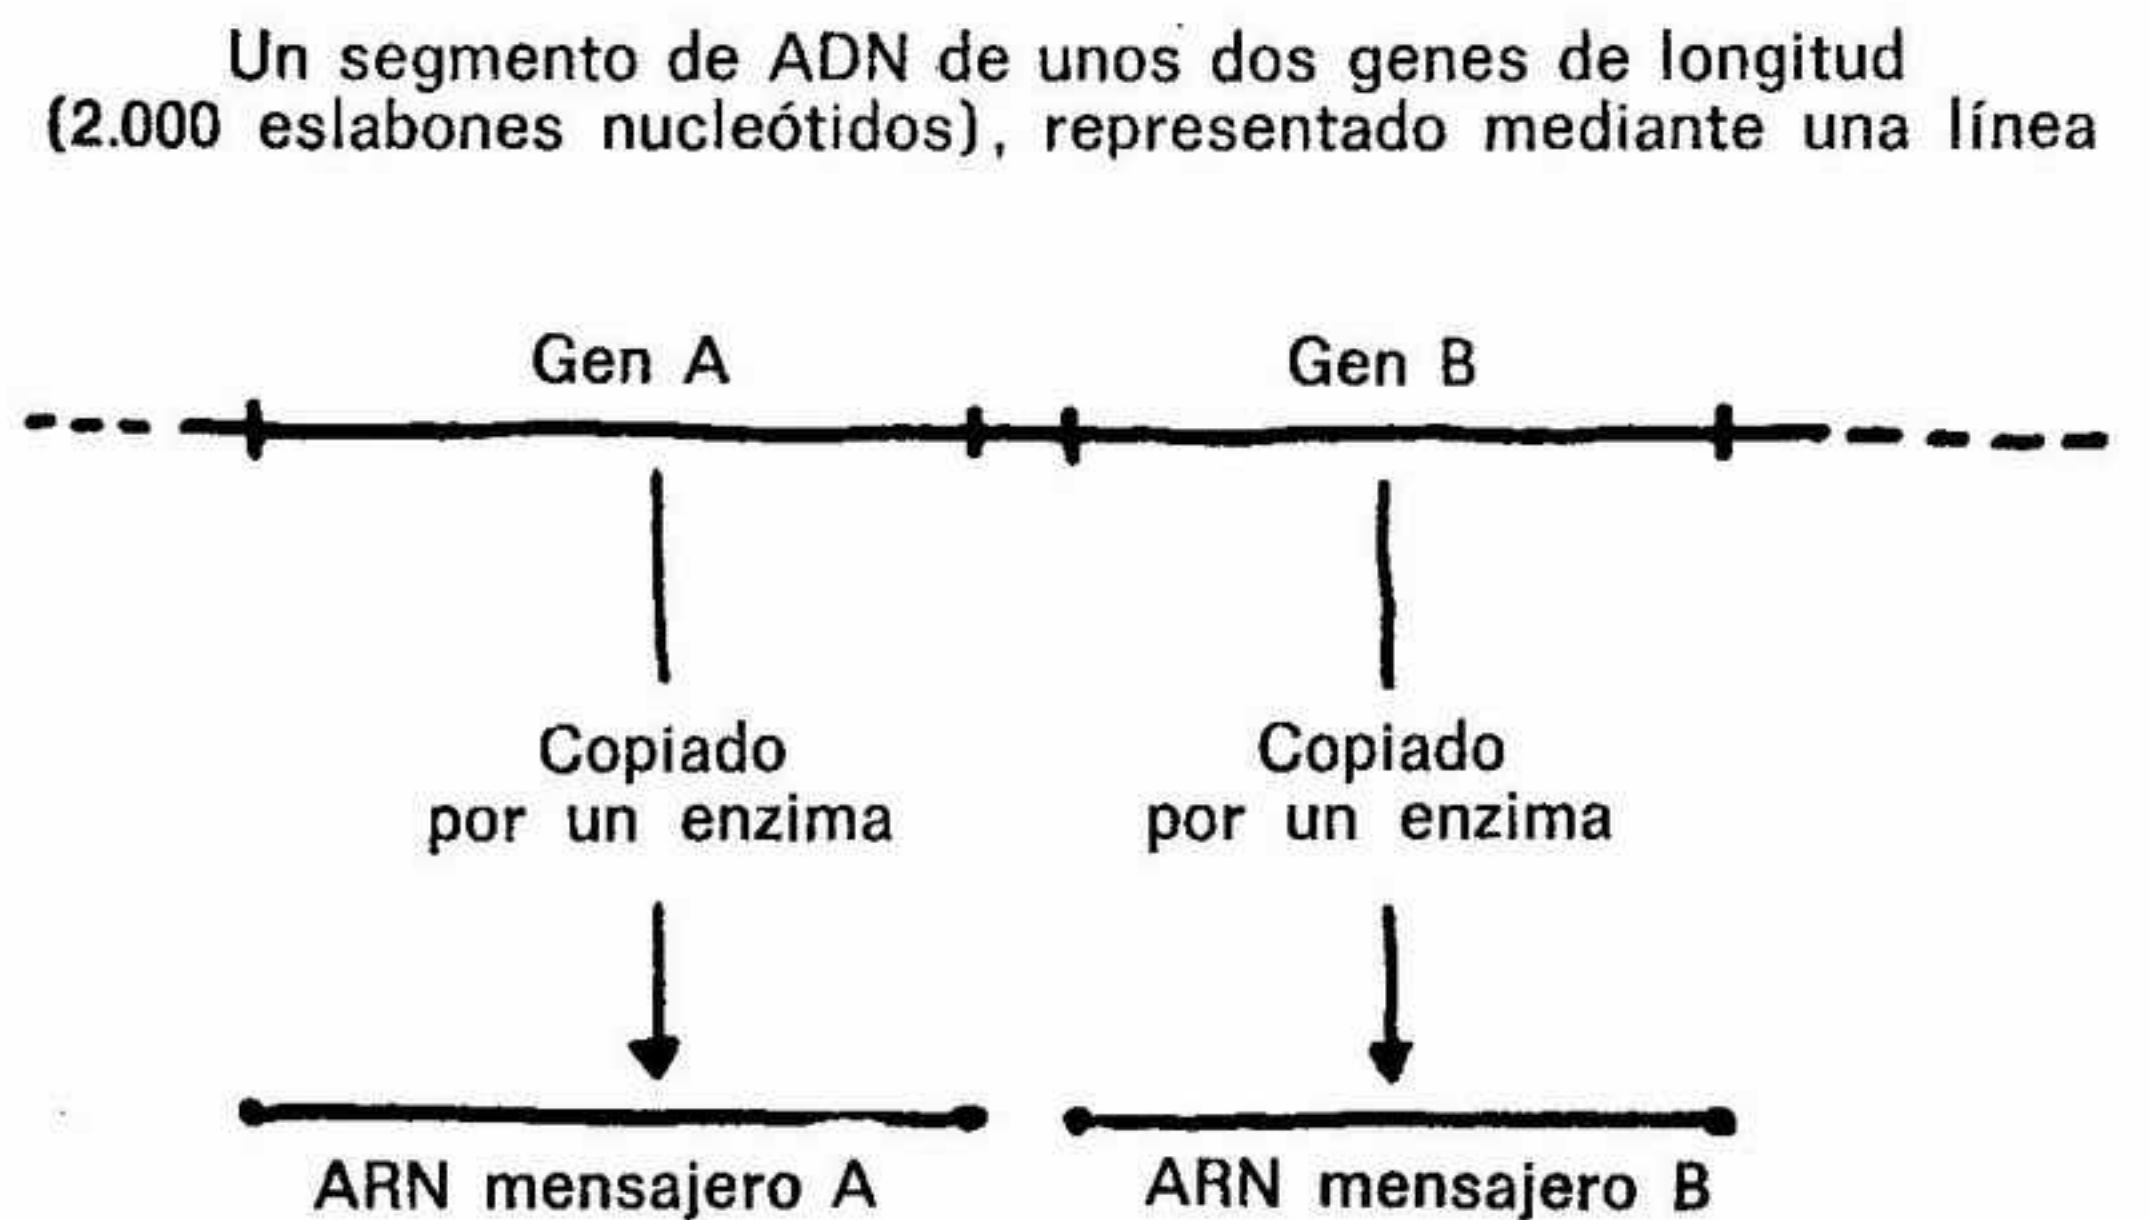 Un segmento de ADN de unos dos genes de longitud
(2.000 eslabones nucleótidos), representado mediante una línea
Gen A
Gen B
Copiado
por un enzima
Copiado
por un enzima
ARN mensajero A
ARN mensajero B